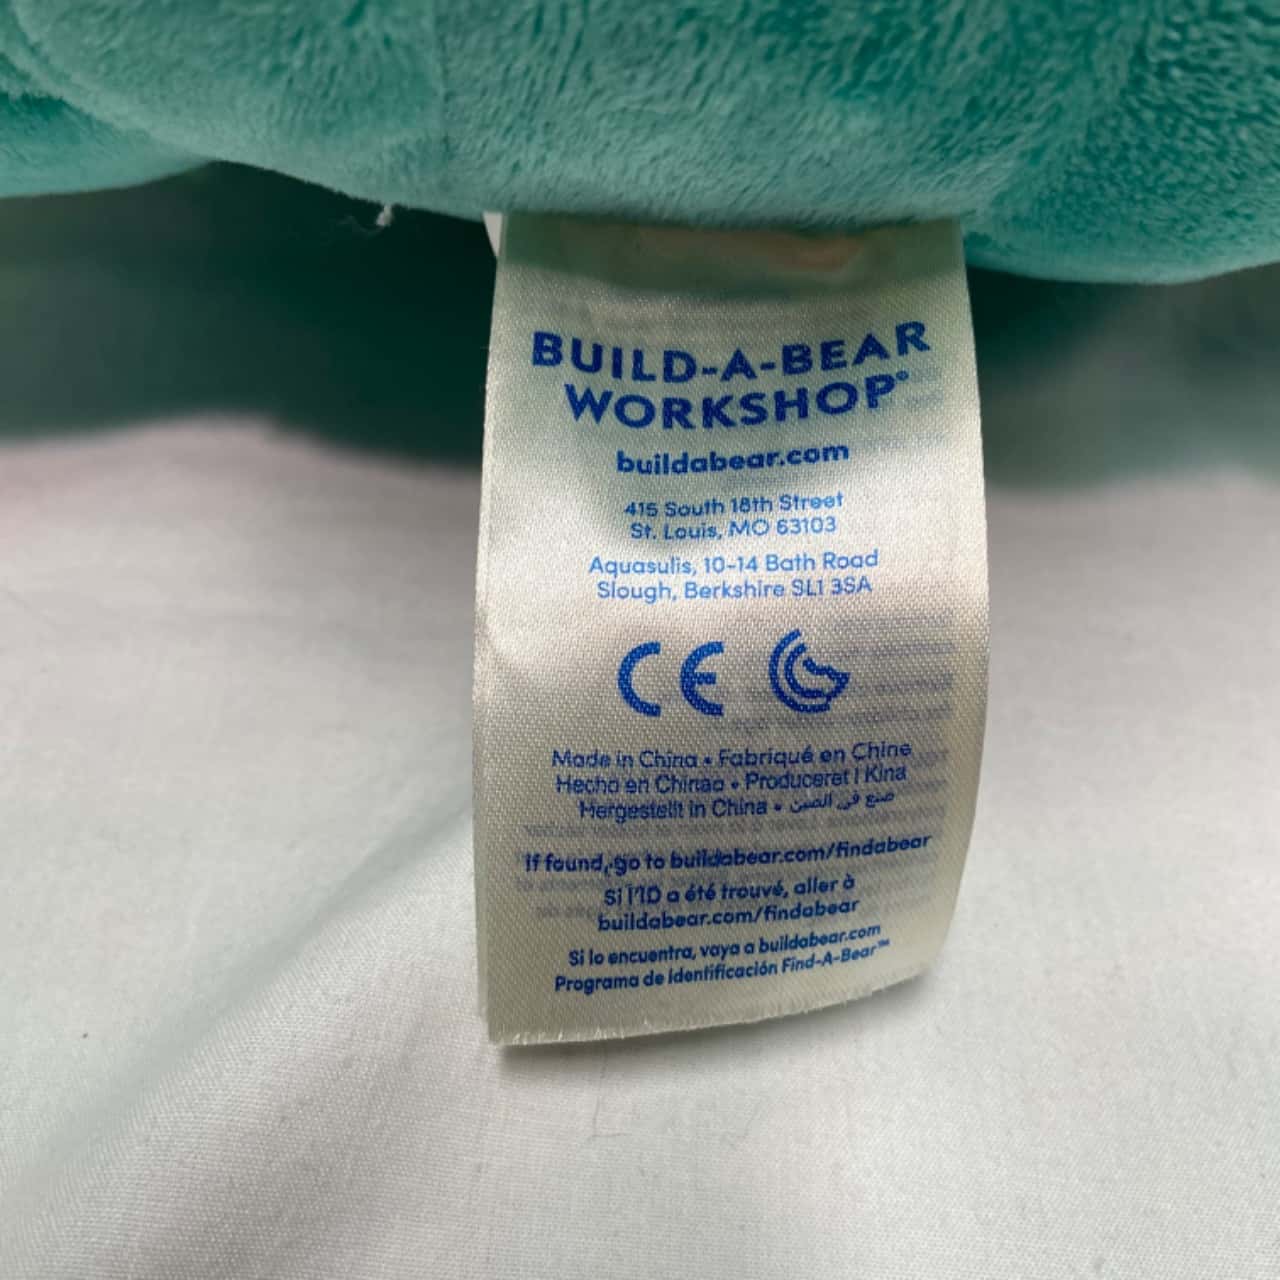 BUILD-A-BEAR
WORKSHOP®
buildabear.com
415 South 18th Street
St. Louis, MO 63103
Aquasulis, 10-14 Bath Road
Slough, Berkshire SL1 3SA
CE
Made in China • Fabriqué en Chine
Hecho en Chinaa • Produceret I Kina
Hergestellt in China • صنع في الصين
If found, go to buildabear.com/findabear
Si l'ID a été trouvé, aller à
buildabear.com/findabear
Si lo encuentra, vaya a buildabear.com
Programa de Identificación Find-A-Bear™